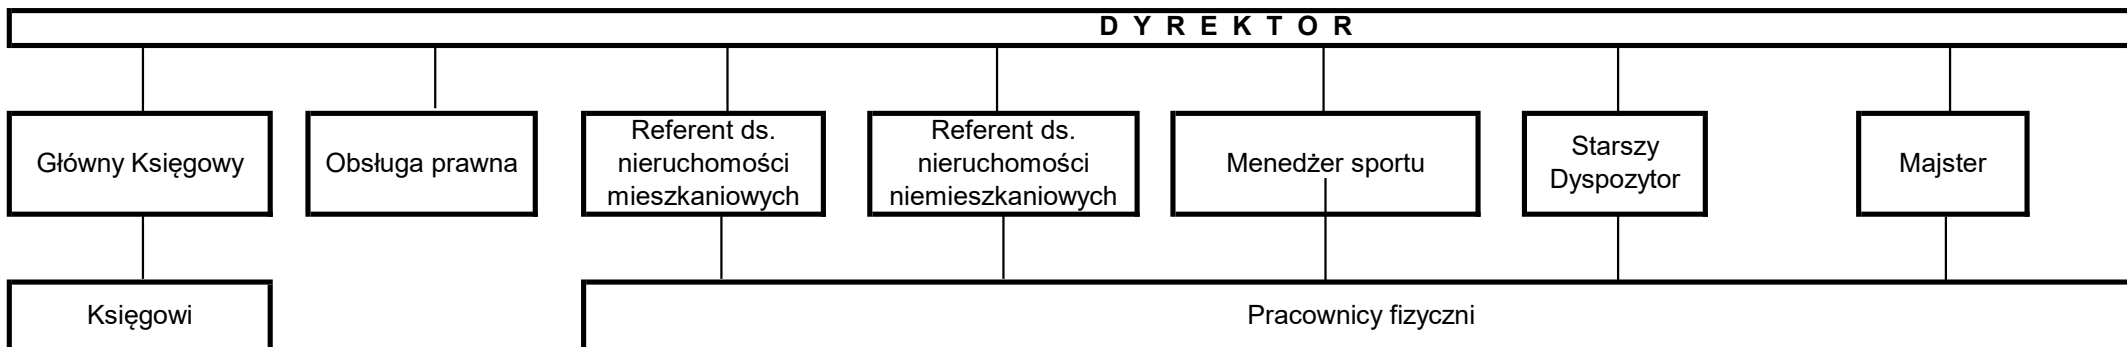 D Y R E K T O R
Główny Księgowy
Obsługa prawna
Referent ds.
nieruchomości
mieszkaniowych
Referent ds.
nieruchomości
niemieszkaniowych
Menedżer sportu
Starszy
Dyspozytor
Majster
Księgowi
Pracownicy fizyczni